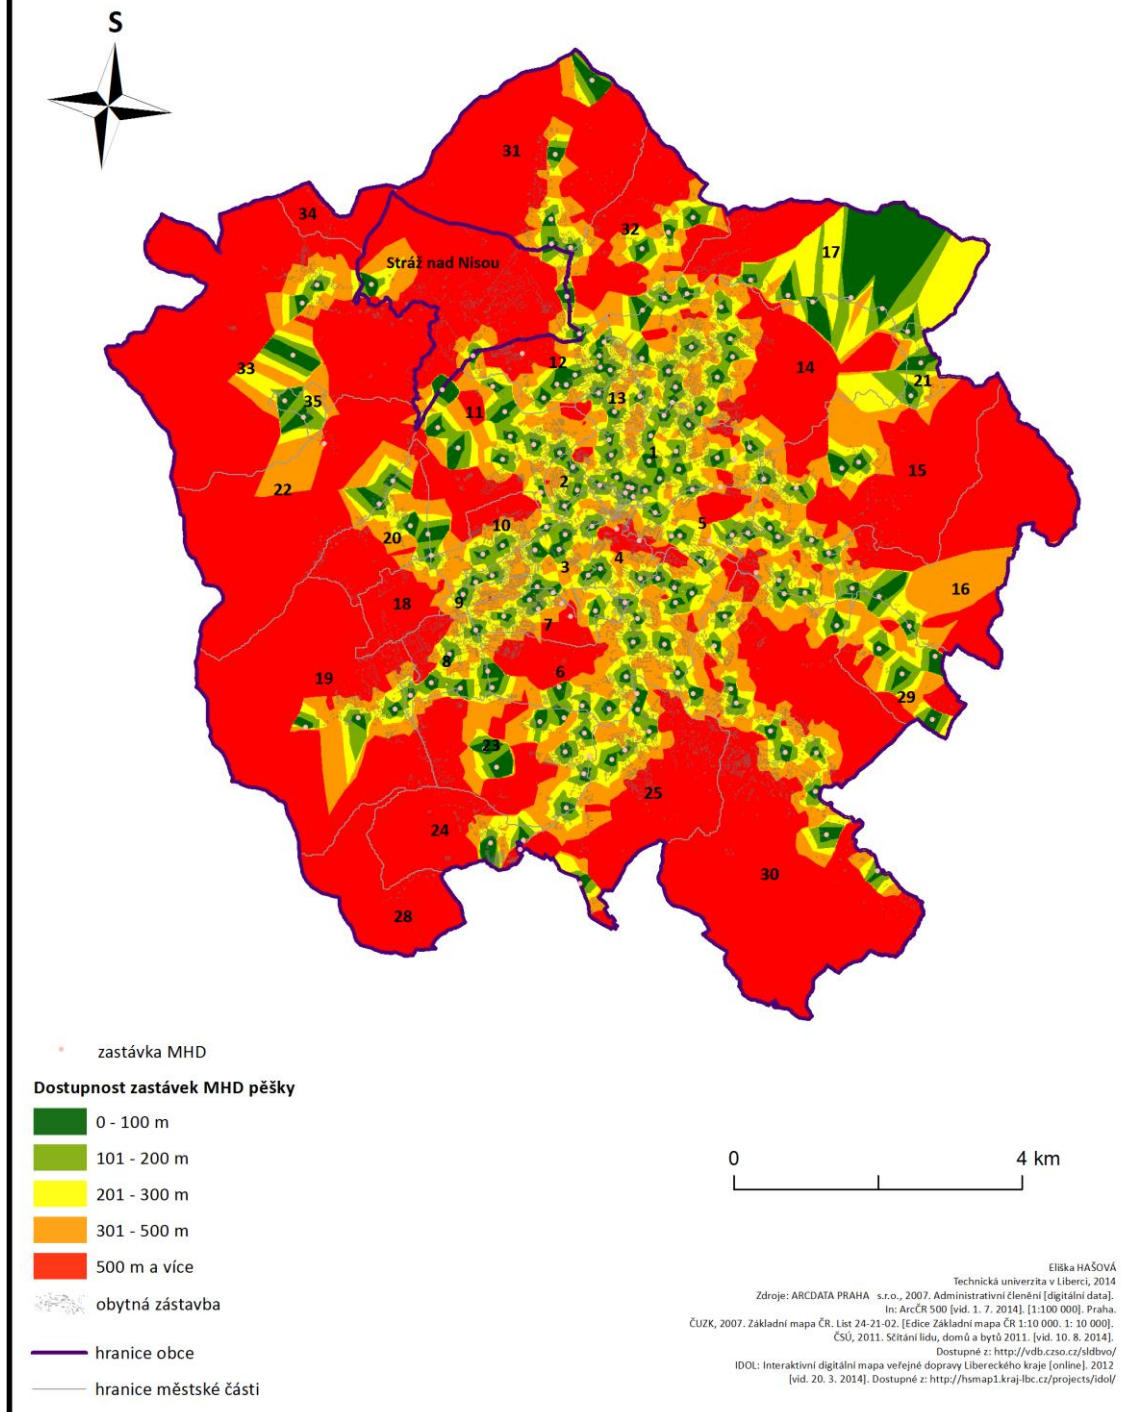 S
31
34
32
Stráž nad Nisou
17
33
12
14
21
35
13
11
1
15
2
22
10
5
20
4
3
16
18
9
7
8
6
19
29
23
25
24
30
28
zastávka MHD
Dostupnost zastávek MHD pěšky
0 - 100 m
101 - 200 m
201 - 300 m
301 - 500 m
500 m a více
obytná zástavba
hranice obce
hranice městské části
0 4 km
Eliška HAŠOVÁ
Technická univerzita v Liberci, 2014
Zdroje: ARCDATA PRAHA s.r.o., 2007. Administrativní členění [digitální data].
In: ArcČR 500 [vid. 1. 7. 2014]. [1:100 000]. Praha.
ČUZK, 2007. Základní mapa ČR. List 24-21-02. [Edice Základní mapa ČR 1:10 000. 1: 10 000].
ČSÚ, 2011. Sčítání lidu, domů a bytů 2011. [vid. 10. 8. 2014].
Dostupné z: http://vdb.czso.cz/sldbvo/
IDOL: Interaktivní digitální mapa veřejné dopravy Libereckého kraje [online]. 2012
[vid. 20. 3. 2014]. Dostupné z: http://hsmap1.kraj-lbc.cz/projects/idol/